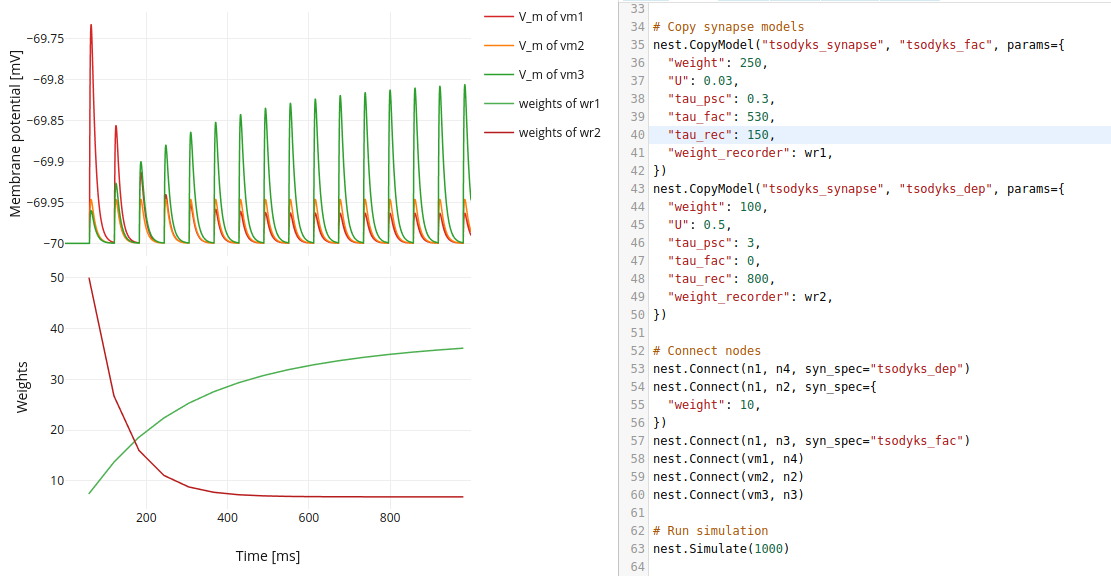 Membrane potential [mV]
−69.75
−69.8
−69.85
−69.9
−69.95
−70
V_m of vm1
V_m of vm2
V_m of vm3
weights of wr1
weights of wr2
Weights
50
40
30
20
10
200 400 600 800
Time [ms]
33
34 # Copy synapse models
35 nest.CopyModel("tsodyks_synapse", "tsodyks_fac", params={
36   "weight": 250,
37   "U": 0.03,
38   "tau_psc": 0.3,
39   "tau_fac": 530,
40   "tau_rec": 150,
41   "weight_recorder": wr1,
42 })
43 nest.CopyModel("tsodyks_synapse", "tsodyks_dep", params={
44   "weight": 100,
45   "U": 0.5,
46   "tau_psc": 3,
47   "tau_fac": 0,
48   "tau_rec": 800,
49   "weight_recorder": wr2,
50 })
51
52 # Connect nodes
53 nest.Connect(n1, n4, syn_spec="tsodyks_dep")
54 nest.Connect(n1, n2, syn_spec={
55   "weight": 10,
56 })
57 nest.Connect(n1, n3, syn_spec="tsodyks_fac")
58 nest.Connect(vm1, n4)
59 nest.Connect(vm2, n2)
60 nest.Connect(vm3, n3)
61
62 # Run simulation
63 nest.Simulate(1000)
64